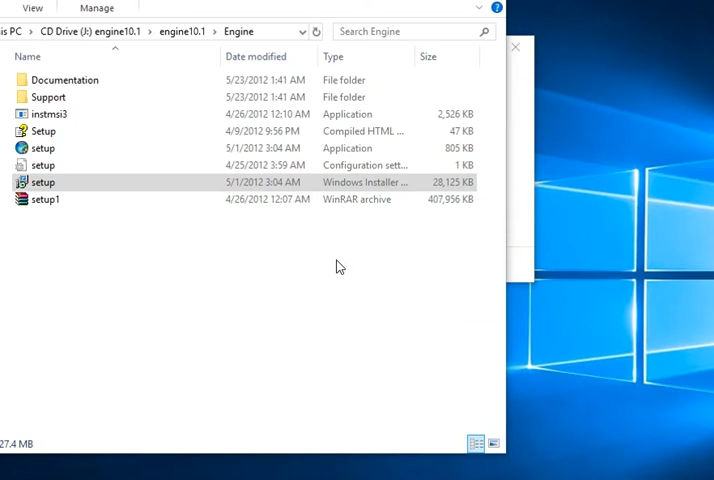 View Manage
is PC > CD Drive (J:) engine10.1 > engine10.1 > Engine Search Engine
Name Date modified Type Size
Documentation 5/23/2012 1:41 AM File folder
Support 5/23/2012 1:41 AM File folder
instmsi3 4/26/2012 12:10 AM Application 2,526 KB
Setup 4/9/2012 9:56 PM Compiled HTML ... 47 KB
setup 5/1/2012 3:04 AM Application 805 KB
setup 4/25/2012 3:59 AM Configuration sett... 1 KB
setup 5/1/2012 3:04 AM Windows Installer ... 28,125 KB
setup1 4/26/2012 12:07 AM WinRAR archive 407,956 KB
27.4 MB